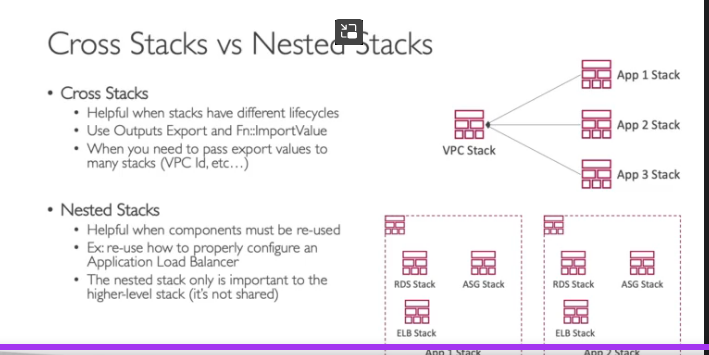 Cross Stacks vs Nested Stacks
• Cross Stacks
• Helpful when stacks have different lifecycles
• Use Outputs Export and Fn::ImportValue
• When you need to pass export values to
many stacks (VPC Id, etc…)
• Nested Stacks
• Helpful when components must be re-used
• Ex: re-use how to properly configure an
Application Load Balancer
• The nested stack only is important to the
higher-level stack (it's not shared)
VPC Stack
App 1 Stack
App 2 Stack
App 3 Stack
RDS Stack
ASG Stack
ELB Stack
App 1 Stack
RDS Stack
ASG Stack
ELB Stack
App 2 Stack